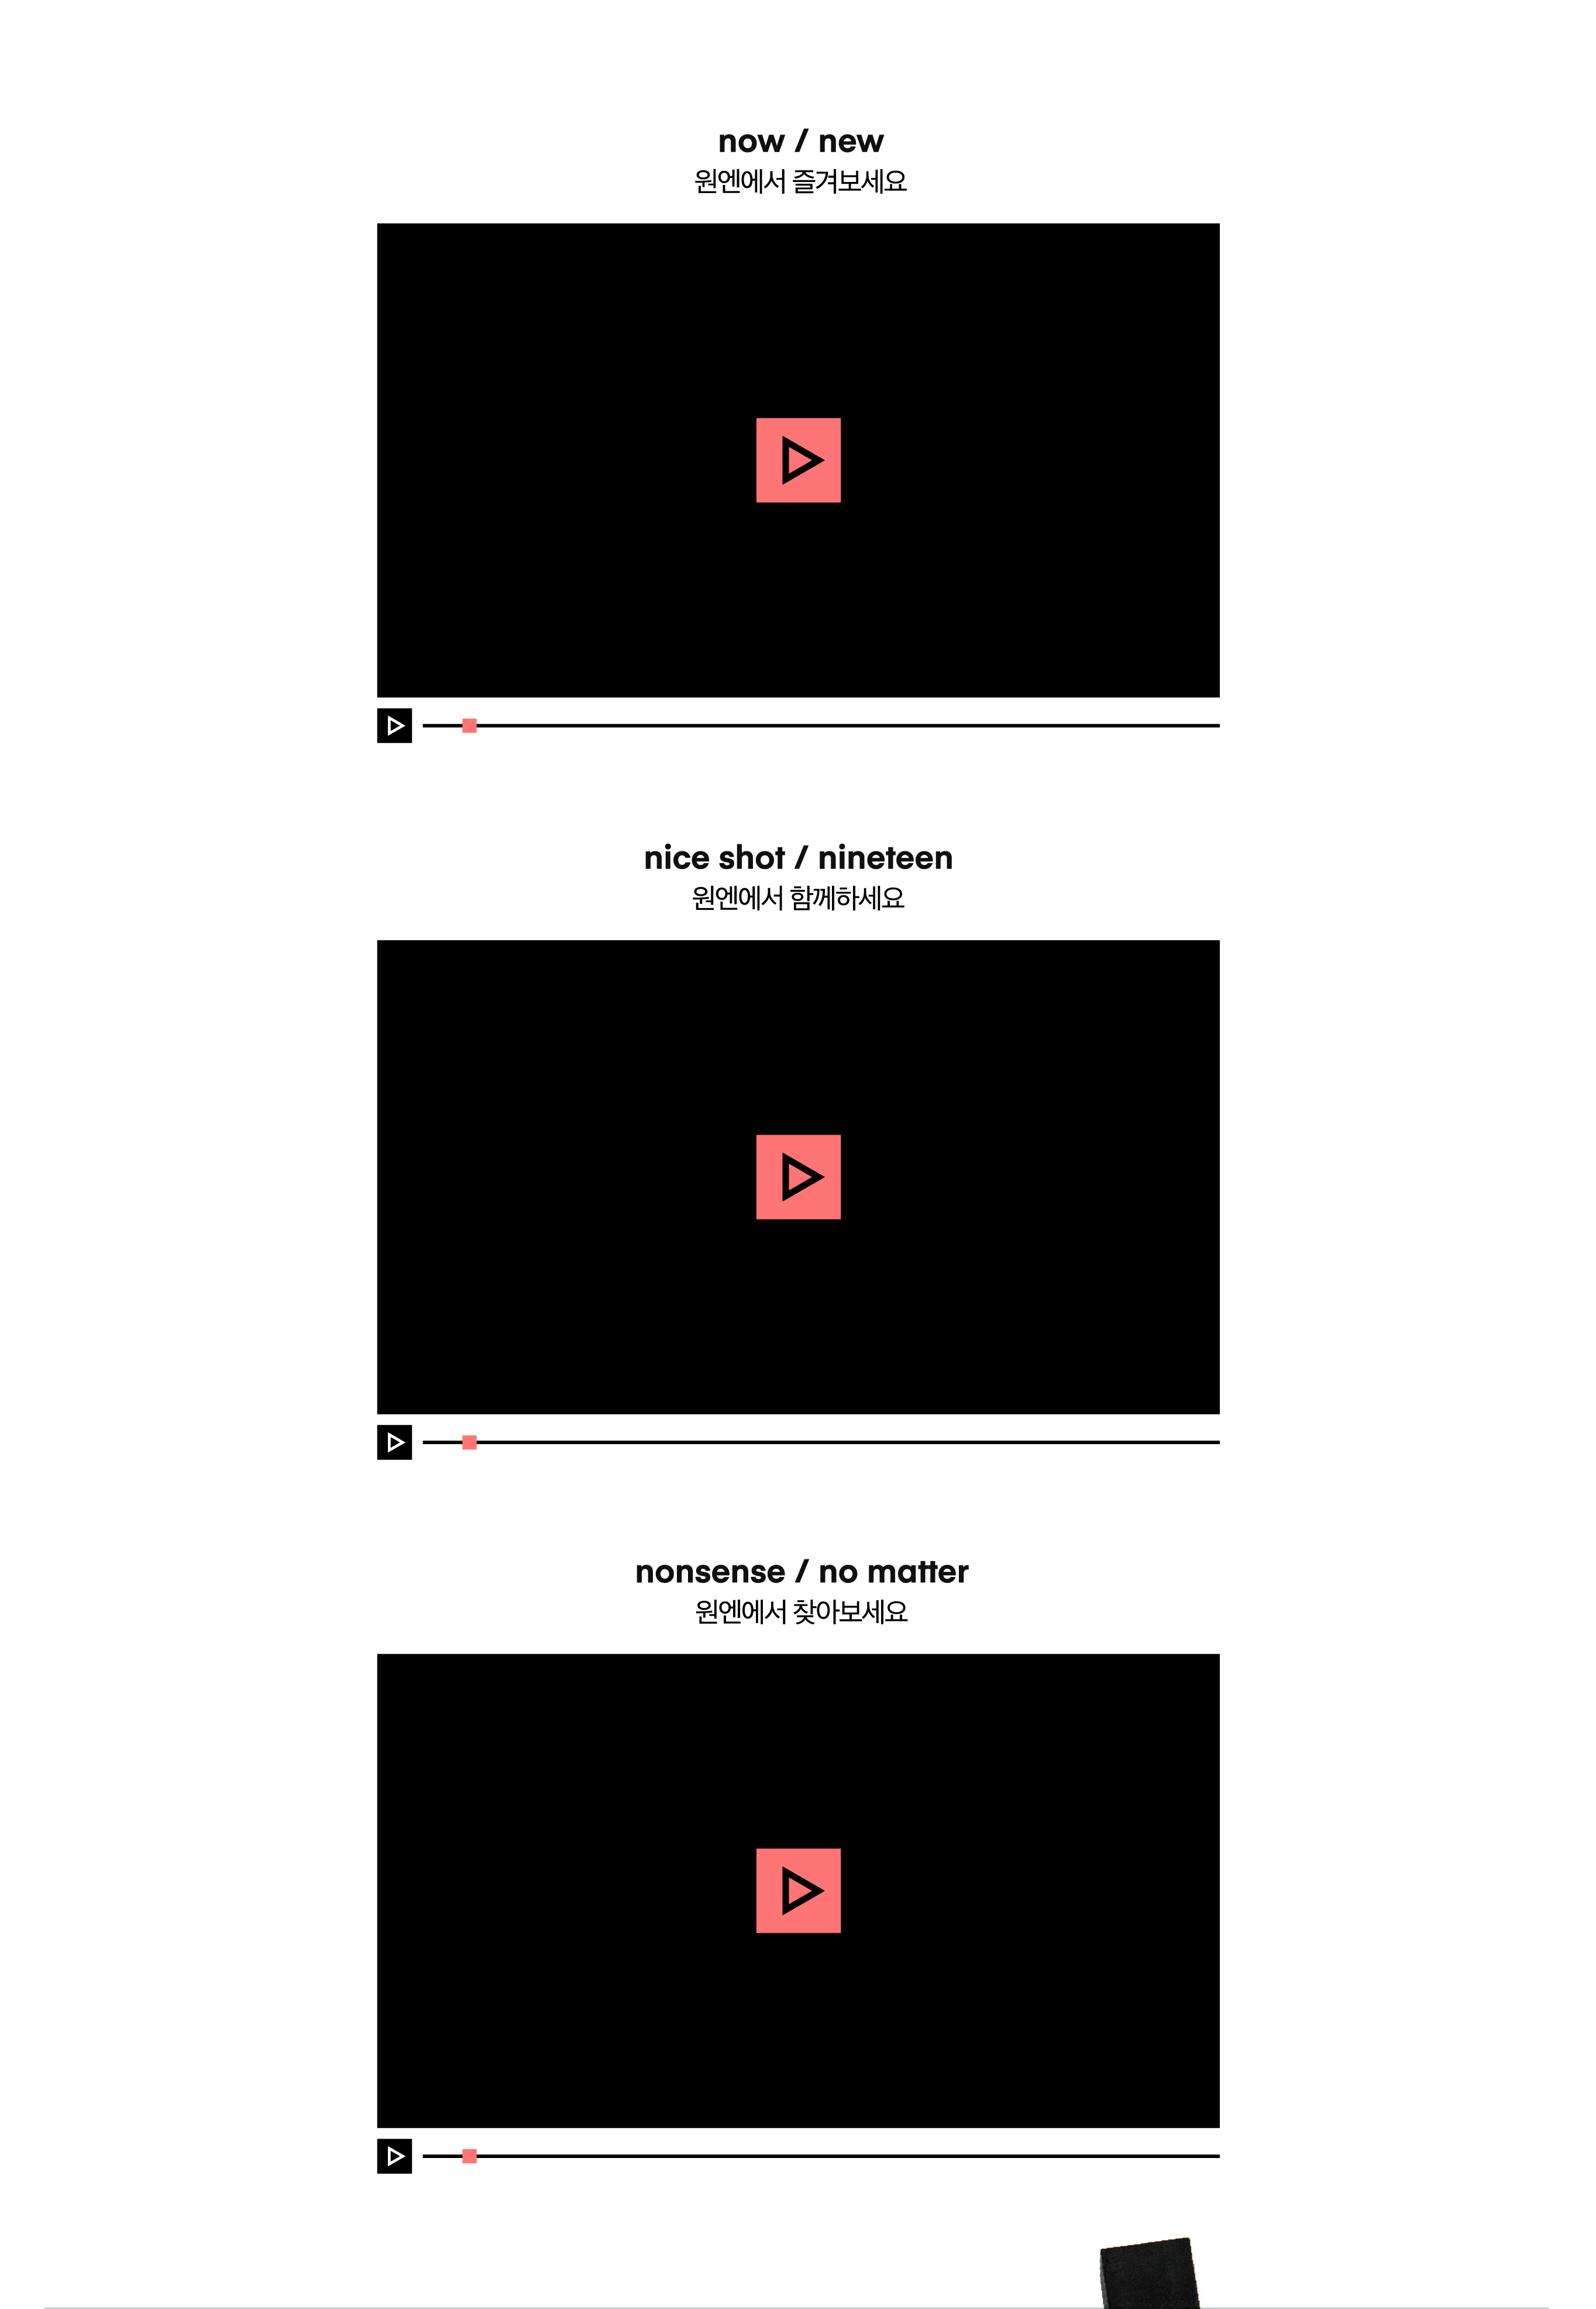 now / new
원엔에서 즐겨보세요
nice shot / nineteen
원엔에서 함께하세요
nonsense / no matter
원엔에서 찾아보세요